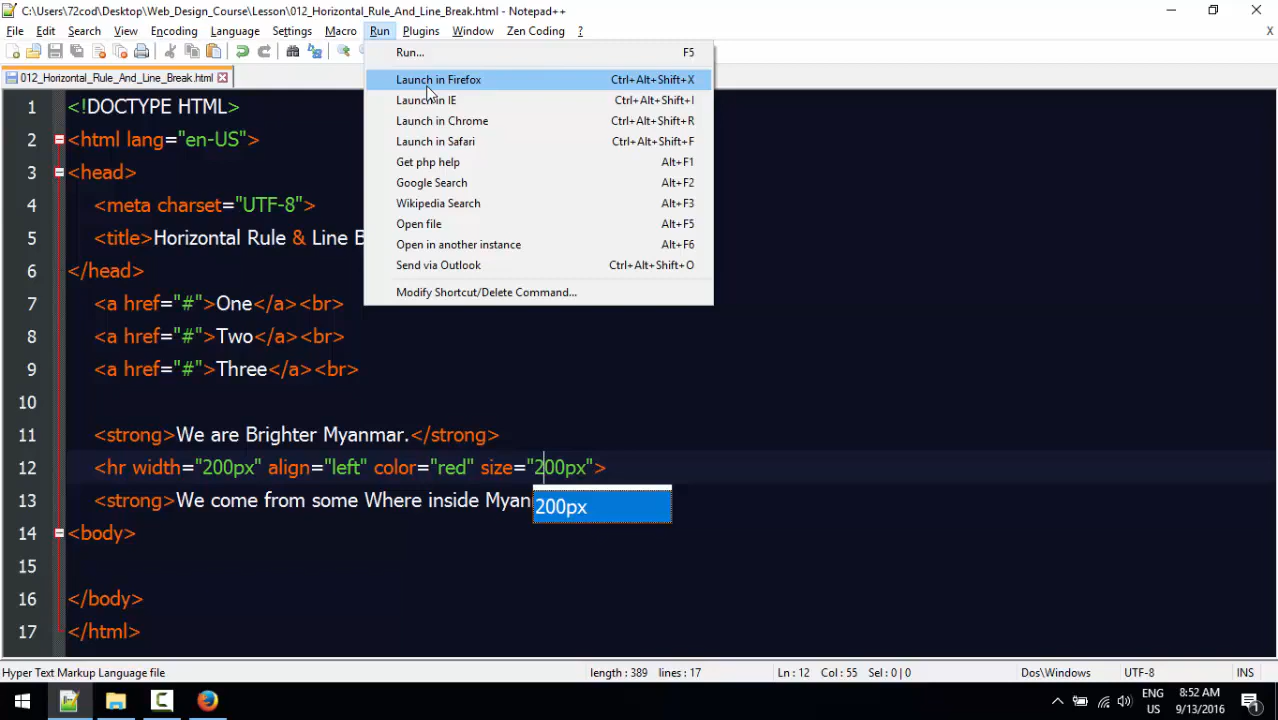 C:\Users\72cod\Desktop\Web_Design_Course\Lesson\012_Horizontal_Rule_And_Line_Break.html - Notepad++
File Edit Search View Encoding Language Settings Macro Run Plugins Window Zen Coding ?
Run... F5
012_Horizontal_Rule_And_Line_Break.html
Launch in Firefox Ctrl+Alt+Shift+X
Launch in IE Ctrl+Alt+Shift+I
Launch in Chrome Ctrl+Alt+Shift+R
Launch in Safari Ctrl+Alt+Shift+F
Get php help Alt+F1
Google Search Alt+F2
Wikipedia Search Alt+F3
Open file Alt+F5
Open in another instance Alt+F6
Send via Outlook Ctrl+Alt+Shift+O
Modify Shortcut/Delete Command...
1 <!DOCTYPE HTML>
2 <html lang="en-US">
3 <head>
4 <meta charset="UTF-8">
5 <title>Horizontal Rule & Line B
6 </head>
7 <a href="#">One</a><br>
8 <a href="#">Two</a><br>
9 <a href="#">Three</a><br>
10
11 <strong>We are Brighter Myanmar.</strong>
12 <hr width="200px" align="left" color="red" size="200px">
13 <strong>We come from some Where inside Myan
200px
14 <body>
15
16 </body>
17 </html>
Hyper Text Markup Language file length : 389 lines : 17 Ln : 12 Col : 55 Sel : 0 | 0 Dos\Windows UTF-8 INS
ENG 8:52 AM
US 9/13/2016 1